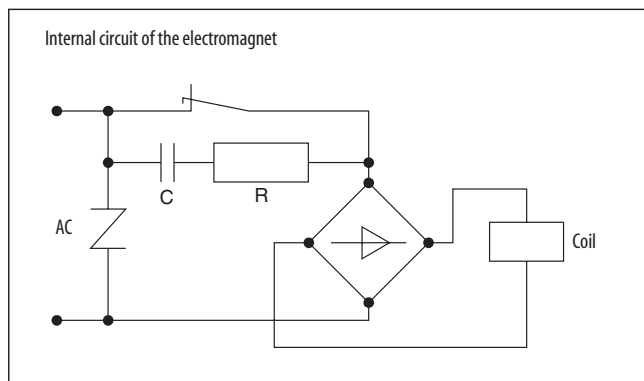 Internal circuit of the electromagnet
C
R
AC
Coil